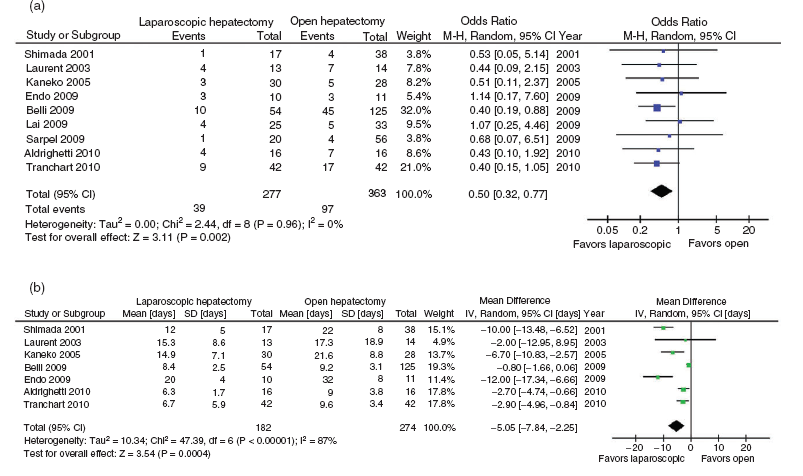 (a)
Laparoscopic hepatectomy Open hepatectomy Odds Ratio Odds Ratio
Study or Subgroup Events Total Events Total Weight M-H, Random, 95% CI Year M-H, Random, 95% CI
Shimada 2001 1 17 4 38 3.8% 0.53 [0.05, 5.14] 2001
Laurent 2003 4 13 7 14 7.8% 0.44 [0.09, 2.15] 2003
Kaneko 2005 3 30 5 28 8.2% 0.51 [0.11, 2.37] 2005
Endo 2009 3 10 3 11 5.4% 1.14 [0.17, 7.60] 2009
Belli 2009 10 54 45 125 32.0% 0.40 [0.19, 0.88] 2009
Lai 2009 4 25 5 33 9.5% 1.07 [0.25, 4.46] 2009
Sarpel 2009 1 20 4 56 3.8% 0.68 [0.07, 6.51] 2009
Aldrighetti 2010 4 16 7 16 8.6% 0.43 [0.10, 1.92] 2010
Tranchart 2010 9 42 17 42 21.0% 0.40 [0.15, 1.05] 2010
Total (95% CI) 277 363 100.0% 0.50 [0.32, 0.77]
Total events 39 97
Heterogeneity: Tau² = 0.00; Chi² = 2.44, df = 8 (P = 0.96); I² = 0%
Test for overall effect: Z = 3.11 (P = 0.002)
0.05 0.2 1 5 20
Favors laparoscopic Favors open
(b)
Laparoscopic hepatectomy Open hepatectomy Mean Difference Mean Difference
Study or Subgroup Mean [days] SD [days] Total Mean [days] SD [days] Total Weight IV, Random, 95% CI [days] Year IV, Random, 95% CI [days]
Shimada 2001 12 5 17 22 8 38 15.1% −10.00 [−13.48, −6.52] 2001
Laurent 2003 15.3 8.6 13 17.3 18.9 14 4.9% −2.00 [−12.95, 8.95] 2003
Kaneko 2005 14.9 7.1 30 21.6 8.8 28 13.7% −6.70 [−10.83, −2.57] 2005
Belli 2009 8.4 2.5 54 9.2 3.1 125 19.3% −0.80 [−1.66, 0.06] 2009
Endo 2009 20 4 10 32 8 11 11.4% −12.00 [−17.34, −6.66] 2009
Aldrighetti 2010 6.3 1.7 16 9 3.8 16 17.8% −2.70 [−4.74, −0.66] 2010
Tranchart 2010 6.7 5.9 42 9.6 3.4 42 17.8% −2.90 [−4.96, −0.84] 2010
Total (95% CI) 182 274 100.0% −5.05 [−7.84, −2.25]
Heterogeneity: Tau² = 10.34; Chi² = 47.39, df = 6 (P < 0.00001); I² = 87%
Test for overall effect: Z = 3.54 (P = 0.0004)
−20 −10 0 10 20
Favors laparoscopic Favors open